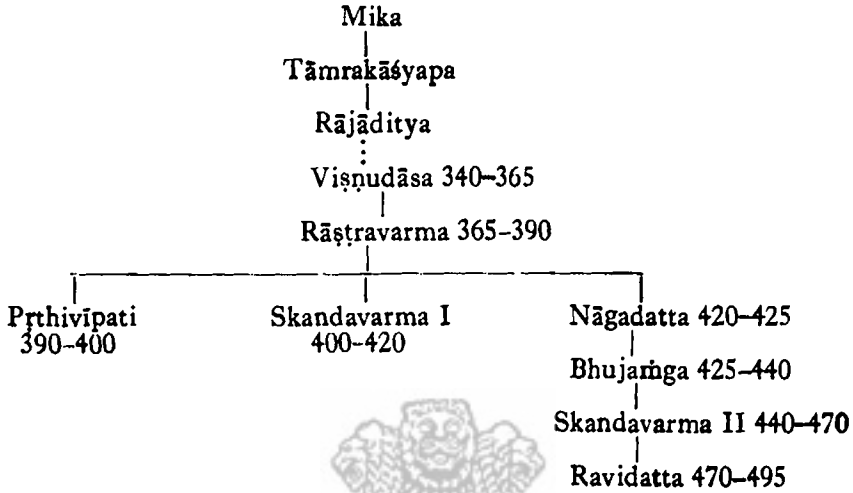 Mika
Tāmrakāśyapa
Rājāditya
Viṣṇudāsa 340–365
Rāṣṭravarma 365–390
Pṛthivīpati Skandavarma I Nāgadatta 420–425
390–400 400–420
Bhujaṁga 425–440
Skandavarma II 440–470
Ravidatta 470–495